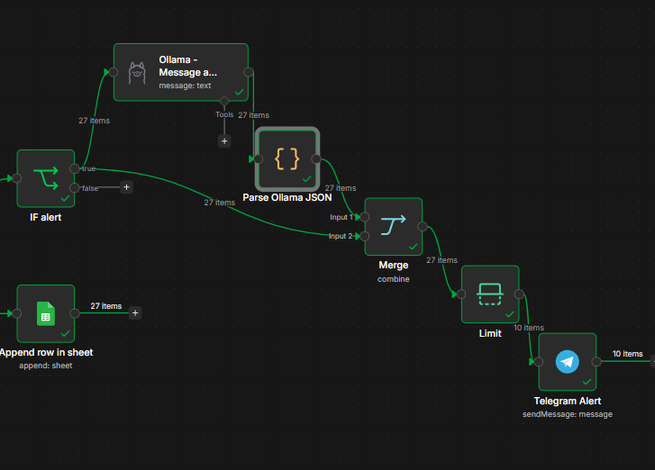 Ollama -
Message a...
message: text
Tools
27 items
27 items
true
false
IF alert
27 items
{ }
Parse Ollama JSON
27 items
Input 1
Input 2
Merge
combine
27 items
Limit
10 items
27 items
Append row in sheet
append: sheet
10 items
Telegram Alert
sendMessage: message